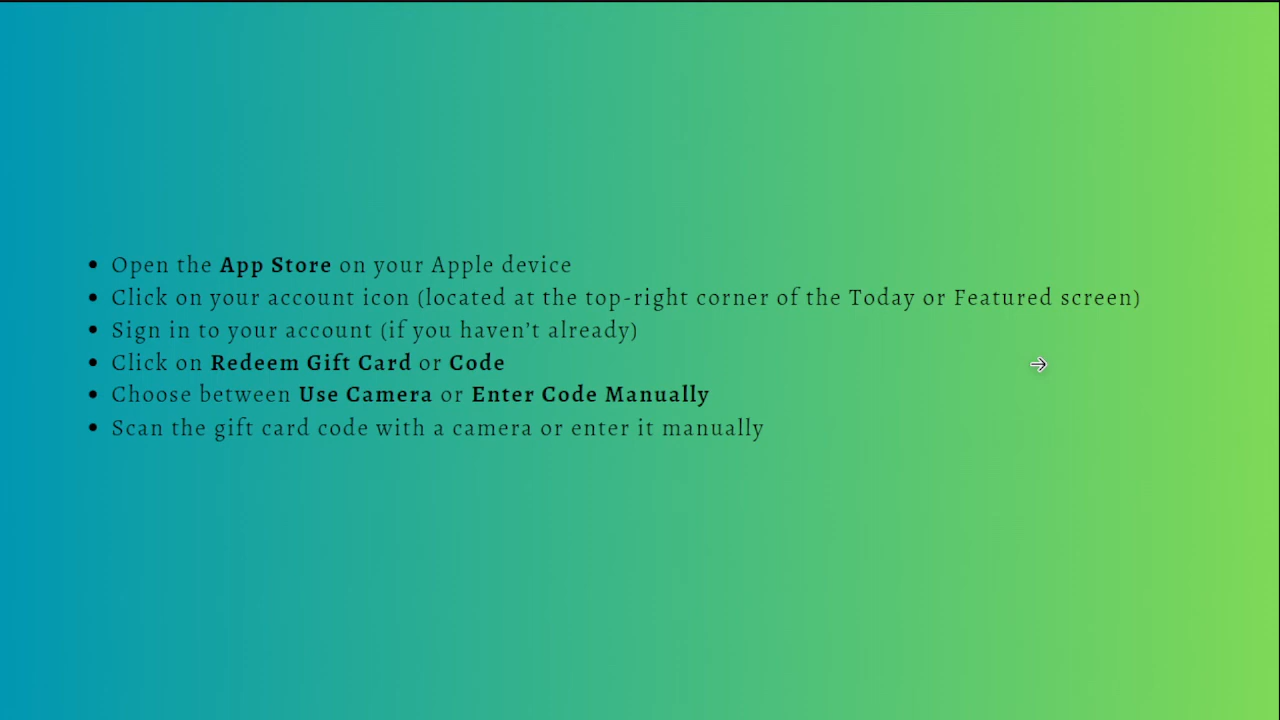 • Open the App Store on your Apple device
• Click on your account icon (located at the top-right corner of the Today or Featured screen)
• Sign in to your account (if you haven’t already)
• Click on Redeem Gift Card or Code
• Choose between Use Camera or Enter Code Manually
• Scan the gift card code with a camera or enter it manually